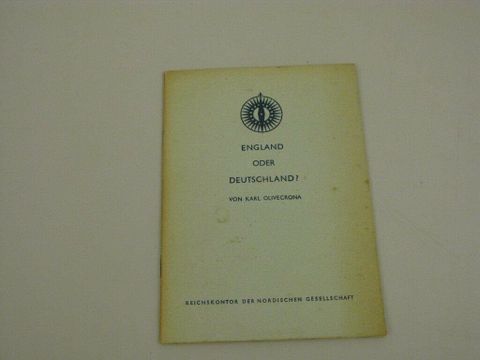 ENGLAND
ODER
DEUTSCHLAND?
VON KARL OLIVECRONA
REICHSKONTOR DER NORDISCHEN GESELLSCHAFT